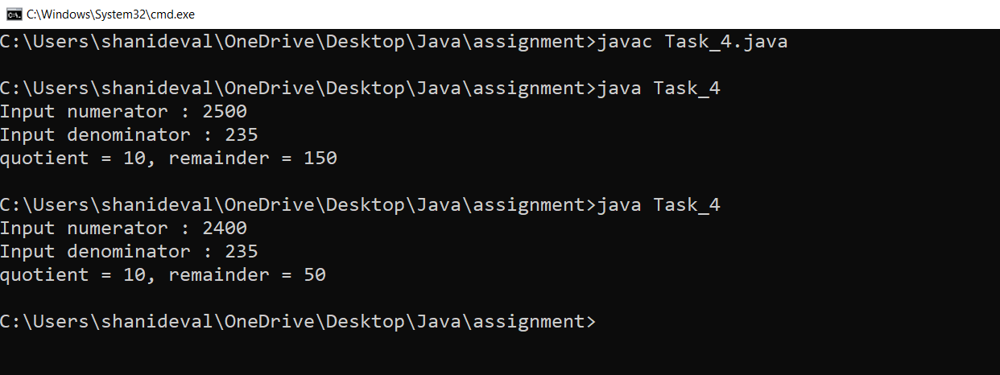 C:\Windows\System32\cmd.exe
C:\Users\shanideval\OneDrive\Desktop\Java\assignment>javac Task_4.java
C:\Users\shanideval\OneDrive\Desktop\Java\assignment>java Task_4
Input numerator : 2500
Input denominator : 235
quotient = 10, remainder = 150
C:\Users\shanideval\OneDrive\Desktop\Java\assignment>java Task_4
Input numerator : 2400
Input denominator : 235
quotient = 10, remainder = 50
C:\Users\shanideval\OneDrive\Desktop\Java\assignment>